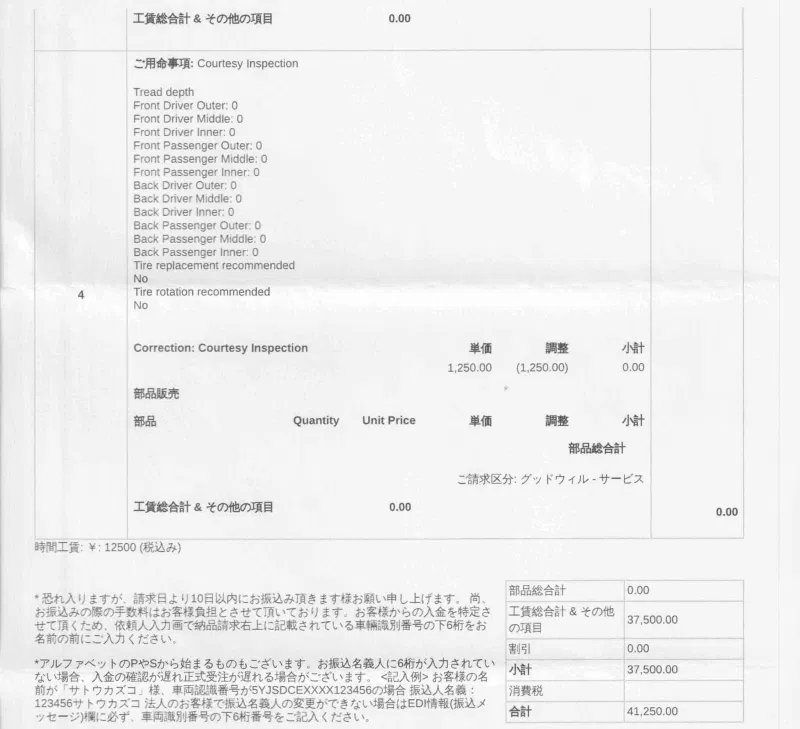 工賃総合計 & その他の項目 0.00
ご用命事項: Courtesy Inspection
Tread depth
Front Driver Outer: 0
Front Driver Middle: 0
Front Driver Inner: 0
Front Passenger Outer: 0
Front Passenger Middle: 0
Front Passenger Inner: 0
Back Driver Outer: 0
Back Driver Middle: 0
Back Driver Inner: 0
Back Passenger Outer: 0
Back Passenger Middle: 0
Back Passenger Inner: 0
Tire replacement recommended
No
4
Tire rotation recommended
No
Correction: Courtesy Inspection 単価 調整 小計
1,250.00 (1,250.00) 0.00
部品販売
部品 Quantity Unit Price 単価 調整 小計
部品総合計
ご請求区分: グッドウィル - サービス
工賃総合計 & その他の項目 0.00
0.00
時間工賃: ¥: 12500 (税込み)
* 恐れ入りますが、請求日より10日以内にお振込み頂きます様お願い申し上げます。 尚、
お振込みの際の手数料はお客様負担とさせて頂いております。お客様からの入金を特定さ
せて頂くため、依頼人入力画で納品請求右上に記載されている車輛識別番号の下6桁をお
名前の前にご入力ください。
*アルファベットのPやSから始まるものもございます。お振込名義人に6桁が入力されてい
ない場合、入金の確認が遅れ正式受注が遅れる場合がございます。 <記入例> お客様の名
前が「サトウカズコ」様、車両認識番号が5YJSDCEXXXX123456の場合 振込人名義：
123456サトウカズコ 法人のお客様で振込名義人の変更ができない場合はEDI情報(振込メ
ッセージ)欄に必ず、車両識別番号の下6桁番号をご記入ください。
部品総合計 0.00
工賃総合計 & その他
の項目 37,500.00
割引 0.00
小計 37,500.00
消費税
合計 41,250.00